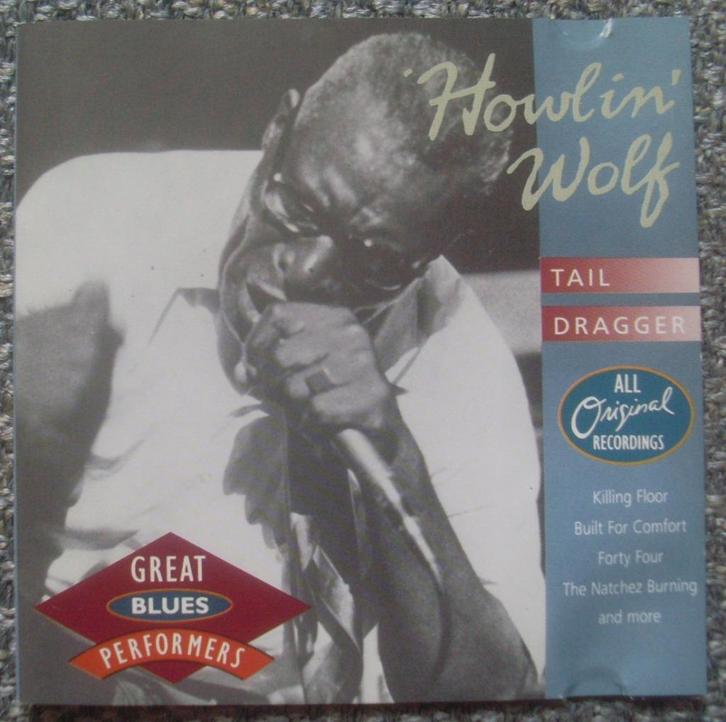 Howlin'
Wolf
TAIL
DRAGGER
ALL
Original
RECORDINGS
Killing Floor
Built For Comfort
Forty Four
The Natchez Burning
and more
GREAT
BLUES
PERFORMERS